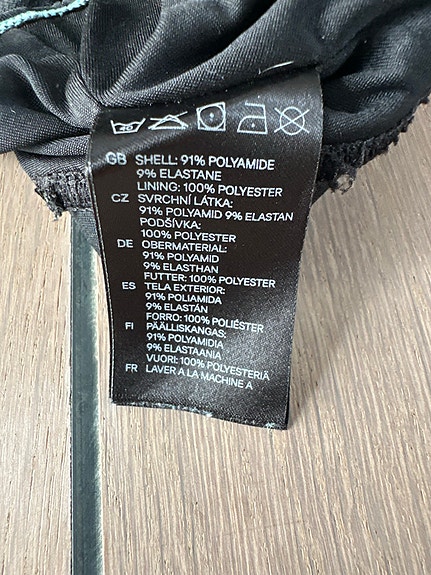 40
GB SHELL: 91% POLYAMIDE
9% ELASTANE
LINING: 100% POLYESTER
CZ SVRCHNÍ LÁTKA:
91% POLYAMID 9% ELASTAN
PODŠÍVKA:
100% POLYESTER
DE OBERMATERIAL:
91% POLYAMID
9% ELASTHAN
FUTTER: 100% POLYESTER
ES TELA EXTERIOR:
91% POLIAMIDA
9% ELASTÁN
FORRO: 100% POLIÉSTER
FI PÄÄLLISKANGAS:
91% POLYAMIDIA
9% ELASTAANIA
VUORI: 100% POLYESTERIÄ
FR LAVER A LA MACHINE A